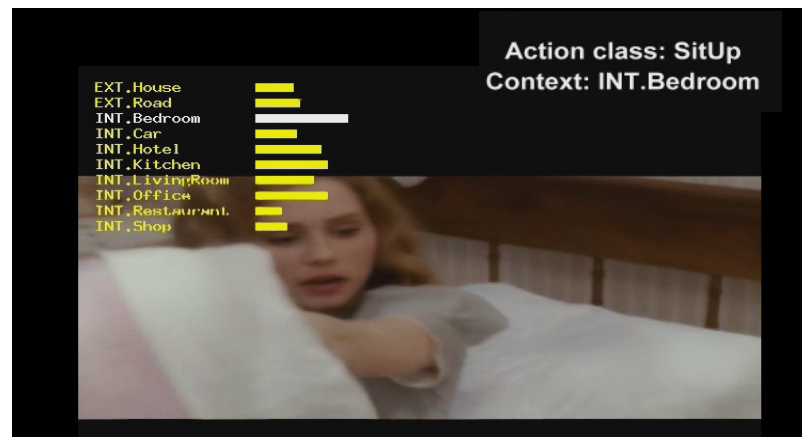 Action class: SitUp
Context: INT.Bedroom
EXT.House
EXT.Road
INT.Bedroom
INT.Car
INT.Hotel
INT.Kitchen
INT.LivingRoom
INT.Office
INT.Restaurant
INT.Shop